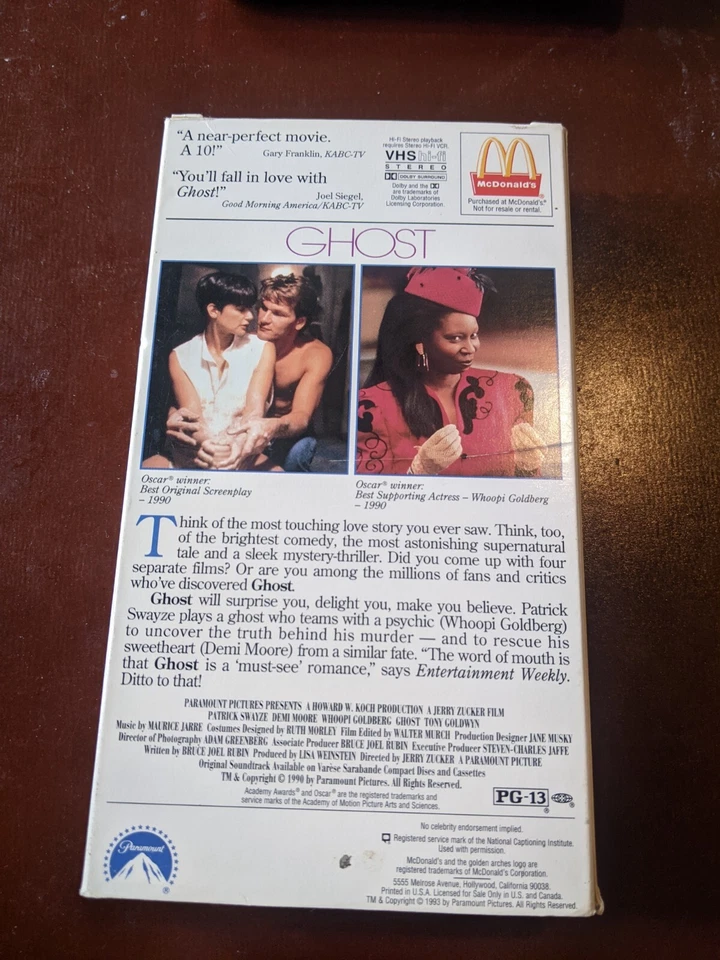 “A near-perfect movie.
A 10!”
Gary Franklin, KABC-TV
“You’ll fall in love with
Ghost!”
Joel Siegel,
Good Morning America/KABC-TV
Hi-Fi Stereo playback
requires Stereo Hi-Fi VCR.
VHS hi-fi
STEREO
DOLBY SURROUND
Dolby and the
are trademarks of
Dolby Laboratories
Licensing Corporation.
McDonald's
®
Purchased at McDonald's®
Not for resale or rental.
GHOST
Oscar® winner:
Best Original Screenplay
– 1990
Oscar® winner:
Best Supporting Actress – Whoopi Goldberg
– 1990
Think of the most touching love story you ever saw. Think, too,
of the brightest comedy, the most astonishing supernatural
tale and a sleek mystery-thriller. Did you come up with four
separate films? Or are you among the millions of fans and critics
who’ve discovered Ghost.
Ghost will surprise you, delight you, make you believe. Patrick
Swayze plays a ghost who teams with a psychic (Whoopi Goldberg)
to uncover the truth behind his murder — and to rescue his
sweetheart (Demi Moore) from a similar fate. “The word of mouth is
that Ghost is a ‘must-see’ romance,” says Entertainment Weekly.
Ditto to that!
PARAMOUNT PICTURES PRESENTS A HOWARD W. KOCH PRODUCTION A JERRY ZUCKER FILM
PATRICK SWAYZE DEMI MOORE WHOOPI GOLDBERG GHOST TONY GOLDWYN
Music by MAURICE JARRE Costumes Designed by RUTH MORLEY Film Edited by WALTER MURCH Production Designer JANE MUSKY
Director of Photography ADAM GREENBERG Associate Producer BRUCE JOEL RUBIN Executive Producer STEVEN-CHARLES JAFFE
Written by BRUCE JOEL RUBIN Produced by LISA WEINSTEIN Directed by JERRY ZUCKER A PARAMOUNT PICTURE
Original Soundtrack Available on Varèse Sarabande Compact Discs and Cassettes
TM & Copyright © 1990 by Paramount Pictures. All Rights Reserved.
Academy Awards® and Oscar® are the registered trademarks and
service marks of the Academy of Motion Picture Arts and Sciences.
PG-13
®
Paramount
®
No celebrity endorsement implied.
Registered service mark of the National Captioning Institute.
Used with permission.
McDonald's and the golden arches logo are
registered trademarks of McDonald's Corporation.
5555 Melrose Avenue, Hollywood, California 90038.
Printed in U.S.A. Licensed for Sale Only in U.S. and Canada.
TM & Copyright © 1993 by Paramount Pictures. All Rights Reserved.